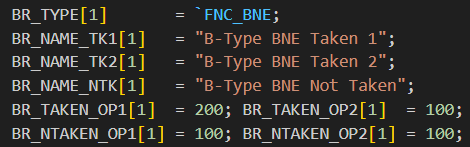 BR_TYPE[1]       = `FNC_BNE;
BR_NAME_TK1[1]   = "B-Type BNE Taken 1";
BR_NAME_TK2[1]   = "B-Type BNE Taken 2";
BR_NAME_NTK[1]   = "B-Type BNE Not Taken";
BR_TAKEN_OP1[1]  = 200; BR_TAKEN_OP2[1]  = 100;
BR_NTAKEN_OP1[1] = 100; BR_NTAKEN_OP2[1] = 100;